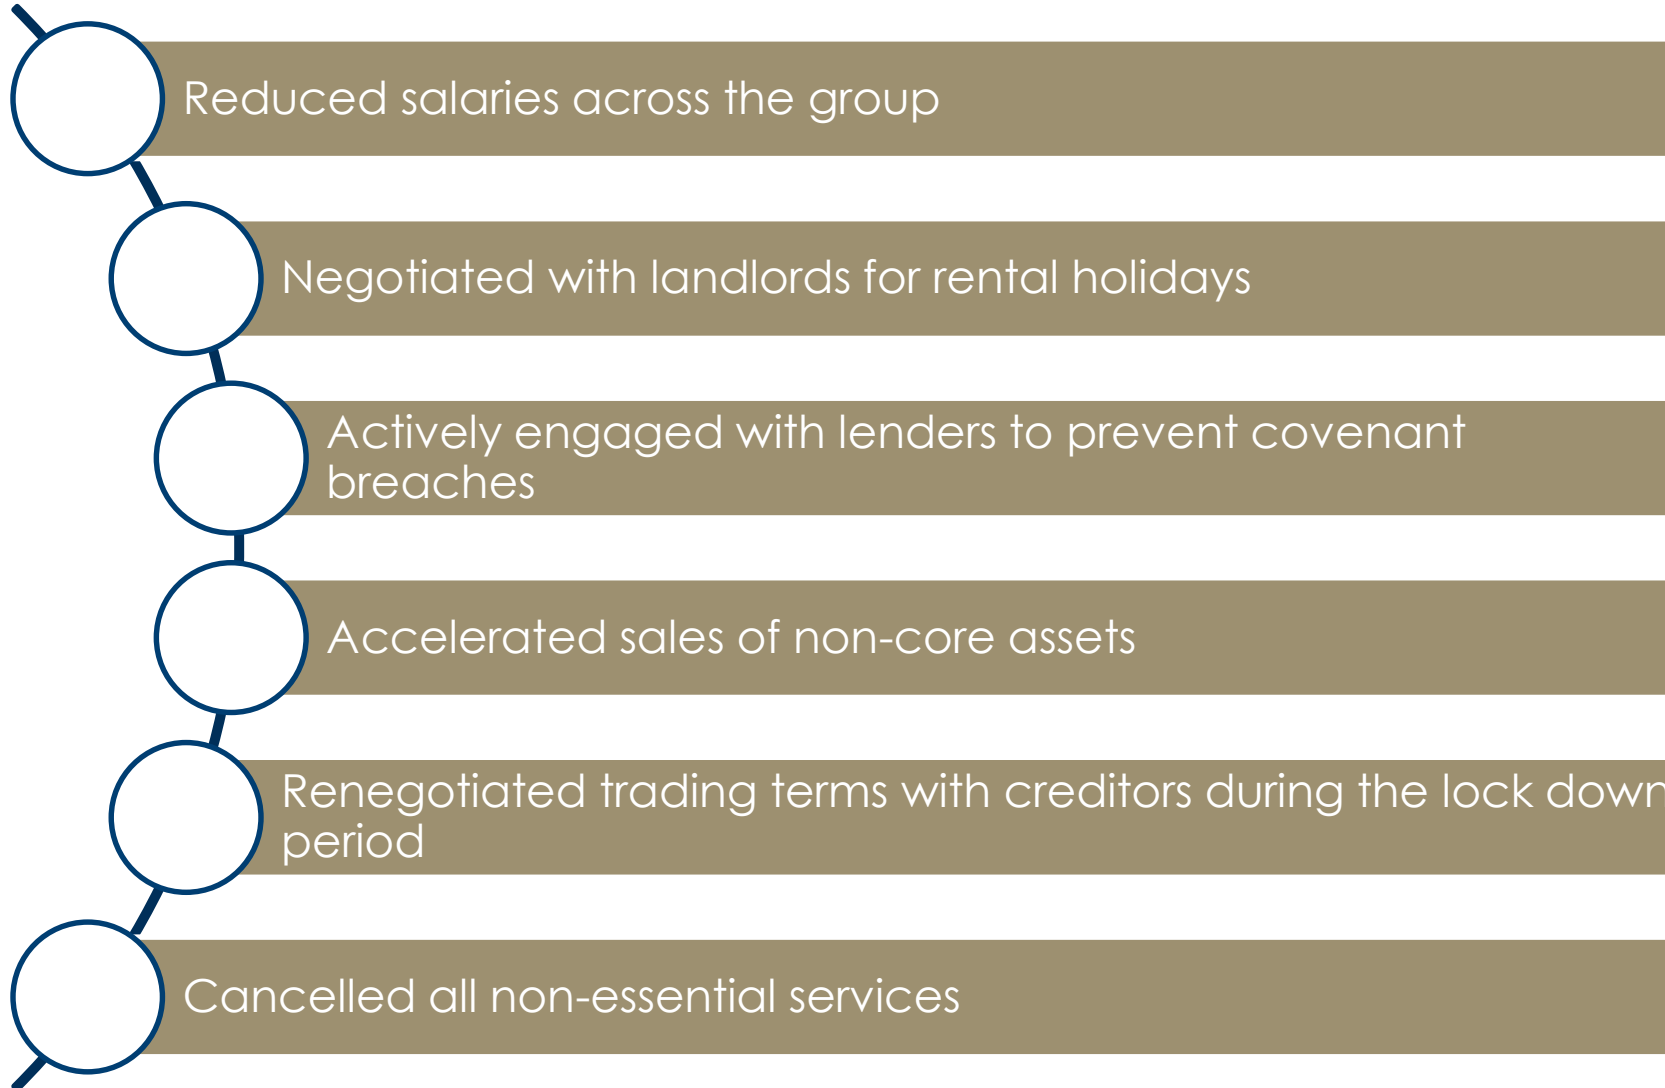 Reduced salaries across the group
Negotiated with landlords for rental holidays
Actively engaged with lenders to prevent covenant
breaches
Accelerated sales of non-core assets
Renegotiated trading terms with creditors during the lock down
period
Cancelled all non-essential services